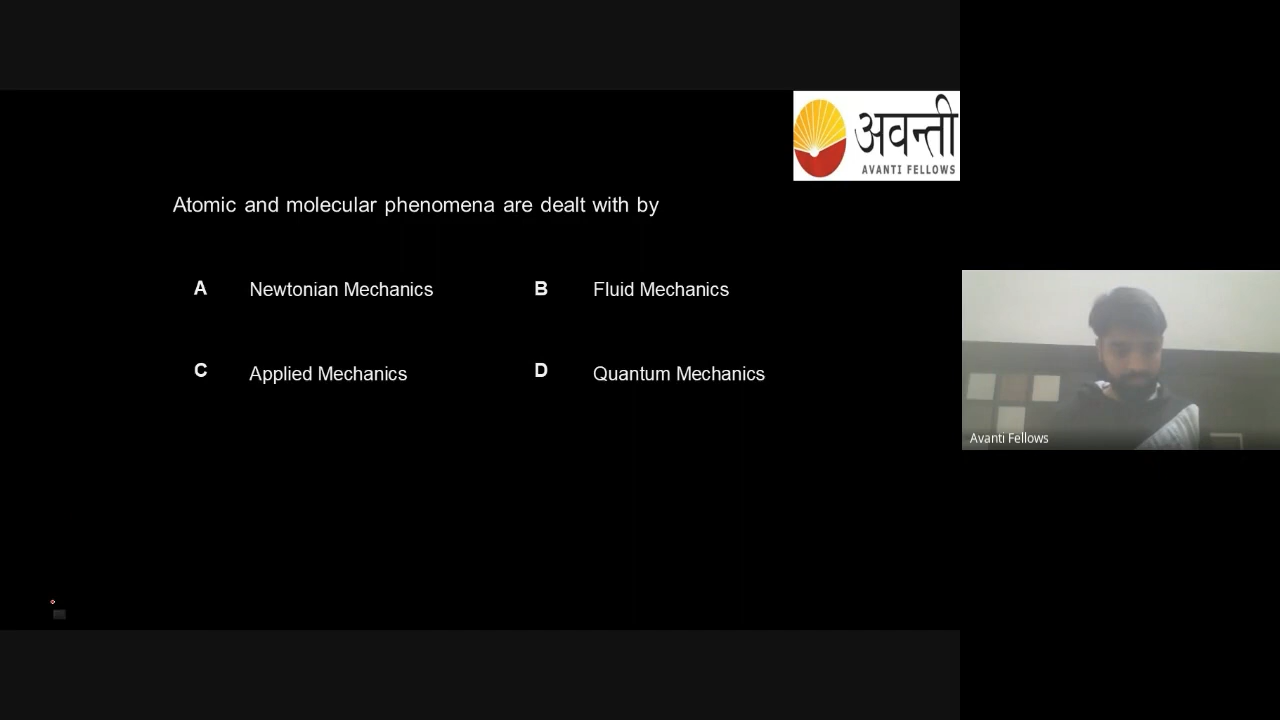 अवन्ती
AVANTI FELLOWS
Atomic and molecular phenomena are dealt with by
A Newtonian Mechanics B Fluid Mechanics
C Applied Mechanics D Quantum Mechanics
Avanti Fellows